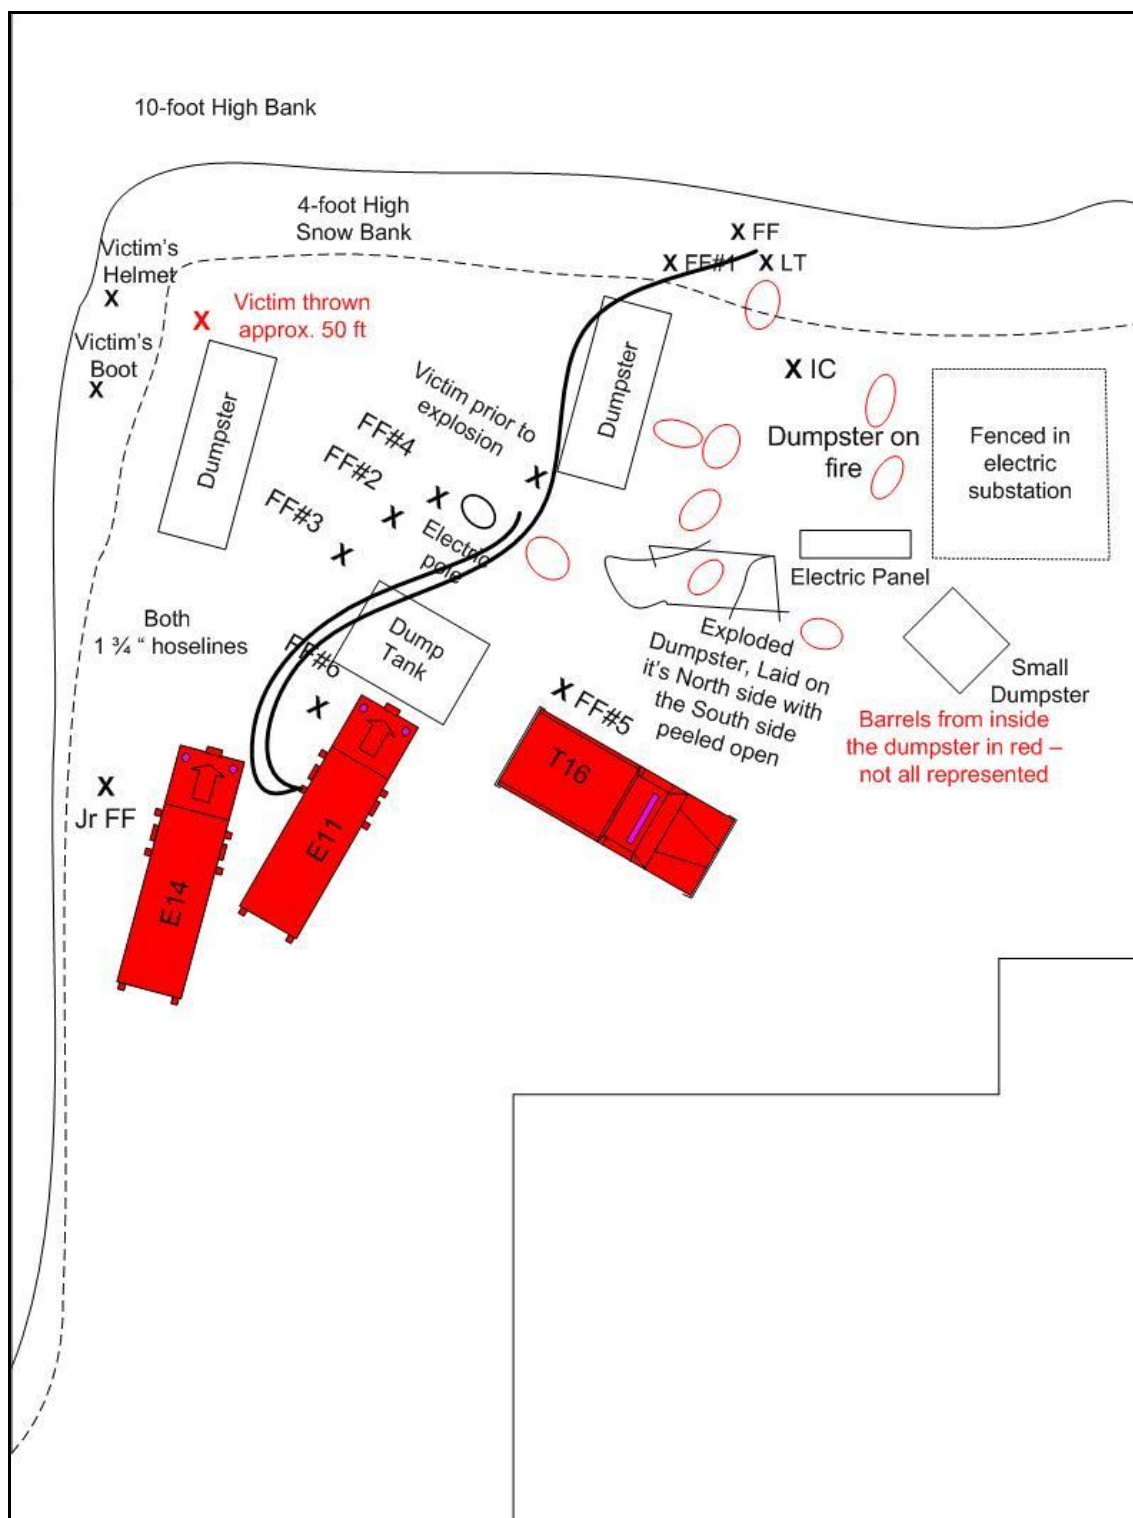 10-foot High Bank
4-foot High
Snow Bank
X FF
X FF#1
X LT
Victim's
Helmet
X
X
Victim thrown
approx. 50 ft
Victim's
Boot
X
X IC
Dumpster
Dumpster
Victim prior to
explosion
X
FF#4
X
FF#2
X
FF#3
X
Electric
pole
Dumpster on
fire
Fenced in
electric
substation
Electric Panel
Both
1 ¾ “ hoselines
Dump
Tank
FF#6
X
Exploded
Dumpster, Laid on
it's North side with
the South side
peeled open
Small
Dumpster
X FF#5
Barrels from inside
the dumpster in red –
not all represented
X
Jr FF
T16
E11
E14